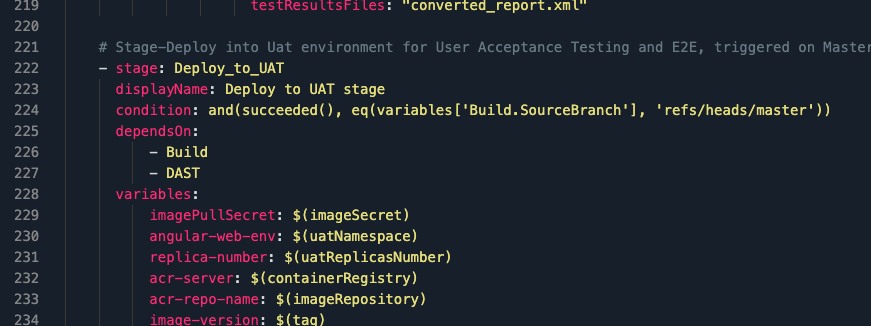 219 testResultsFiles: "converted_report.xml"
220
221 # Stage-Deploy into Uat environment for User Acceptance Testing and E2E, triggered on Master
222 - stage: Deploy_to_UAT
223 displayName: Deploy to UAT stage
224 condition: and(succeeded(), eq(variables['Build.SourceBranch'], 'refs/heads/master'))
225 dependsOn:
226 - Build
227 - DAST
228 variables:
229 imagePullSecret: $(imageSecret)
230 angular-web-env: $(uatNamespace)
231 replica-number: $(uatReplicasNumber)
232 acr-server: $(containerRegistry)
233 acr-repo-name: $(imageRepository)
234 image-version: $(tag)